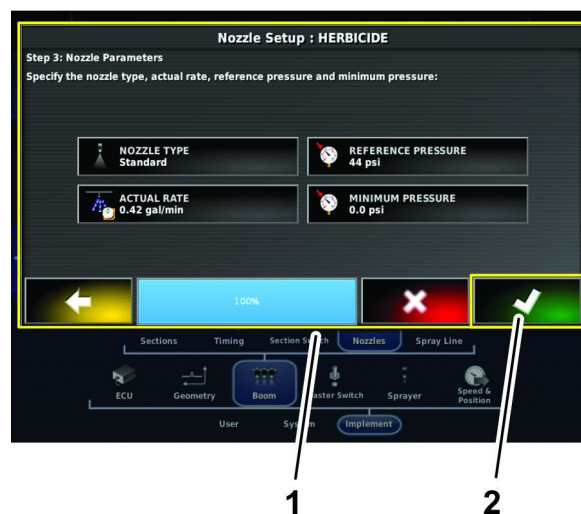 Nozzle Setup : HERBICIDE
Step 3: Nozzle Parameters
Specify the nozzle type, actual rate, reference pressure and minimum pressure:
NOZZLE TYPE
Standard
REFERENCE PRESSURE
44 psi
ACTUAL RATE
0.42 gal/min
MINIMUM PRESSURE
0.0 psi
100%
Sections Timing Section Nozzles Spray Line
ECU Geometry Boom Switch Sprayer Speed &
Position
User Implement
1 2